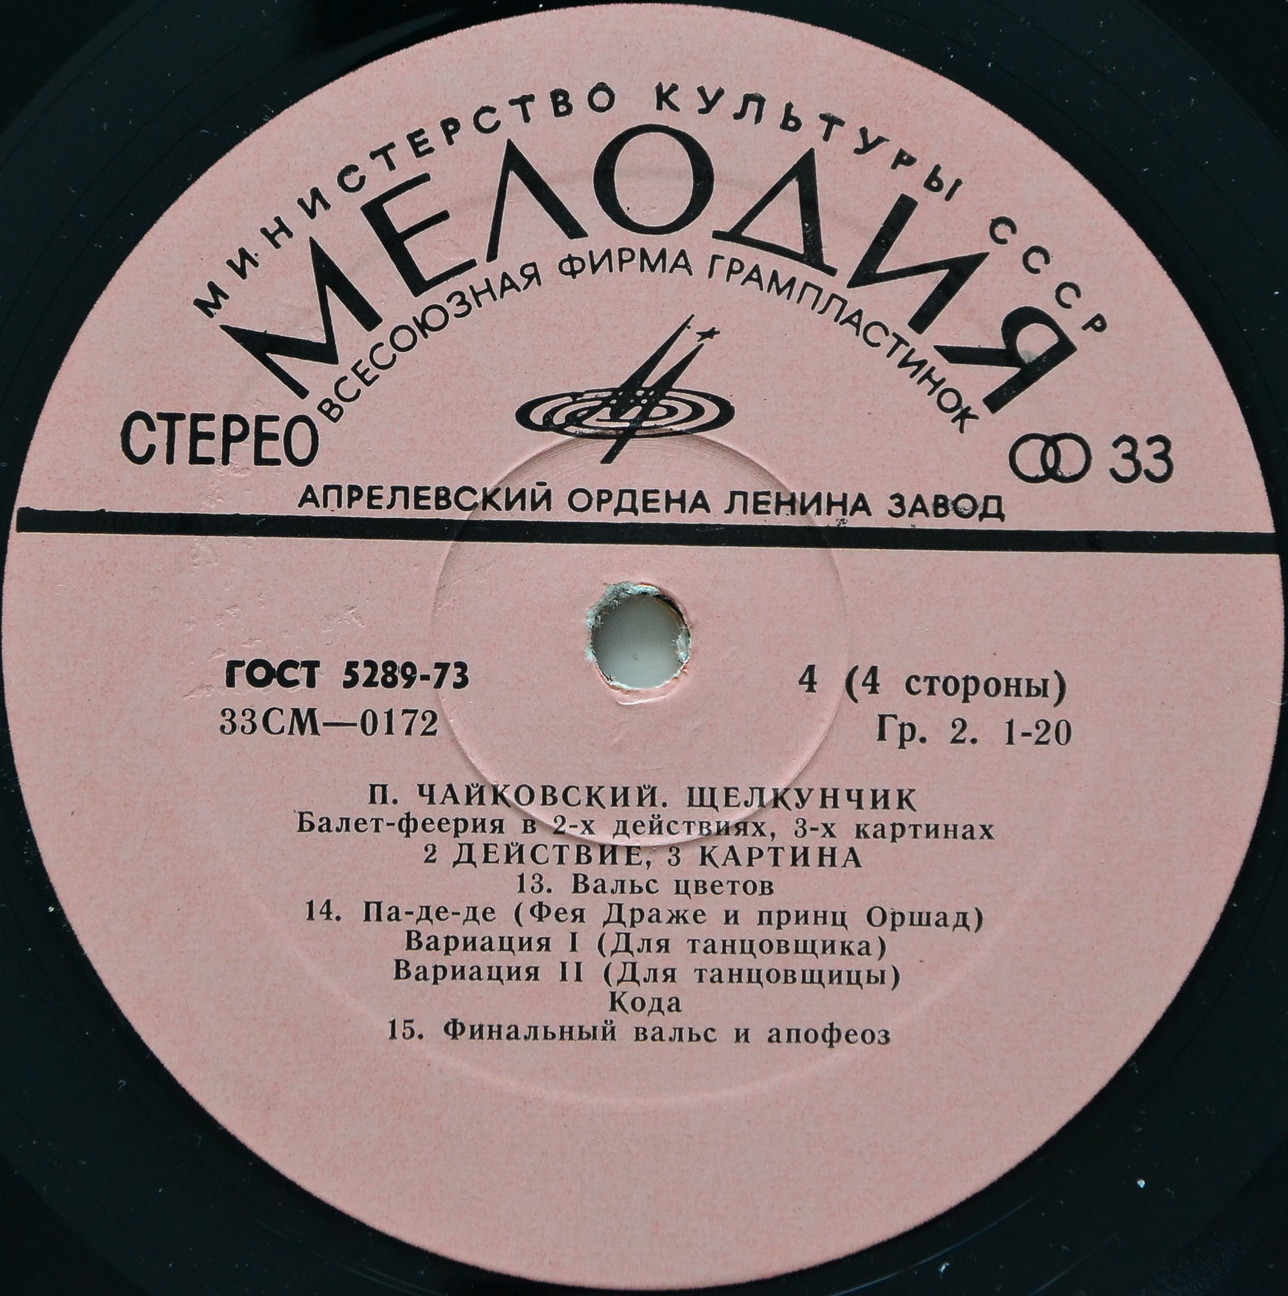 МИНИСТЕРСТВО КУЛЬТУРЫ СССР
МЕЛОДИЯ
ВСЕСОЮЗНАЯ ФИРМА ГРАМПЛАСТИНОК
СТЕРЕО
33
АПРЕЛЕВСКИЙ ОРДЕНА ЛЕНИНА ЗАВОД
ГОСТ 5289-73
4 (4 стороны)
33СМ—0172
Гр. 2. 1-20
П. ЧАЙКОВСКИЙ. ЩЕЛКУНЧИК
Балет-феерия в 2-х действиях, 3-х картинах
2 ДЕЙСТВИЕ, 3 КАРТИНА
13. Вальс цветов
14. Па-де-де (Фея Драже и принц Оршад)
Вариация I (Для танцовщика)
Вариация II (Для танцовщицы)
Кода
15. Финальный вальс и апофеоз